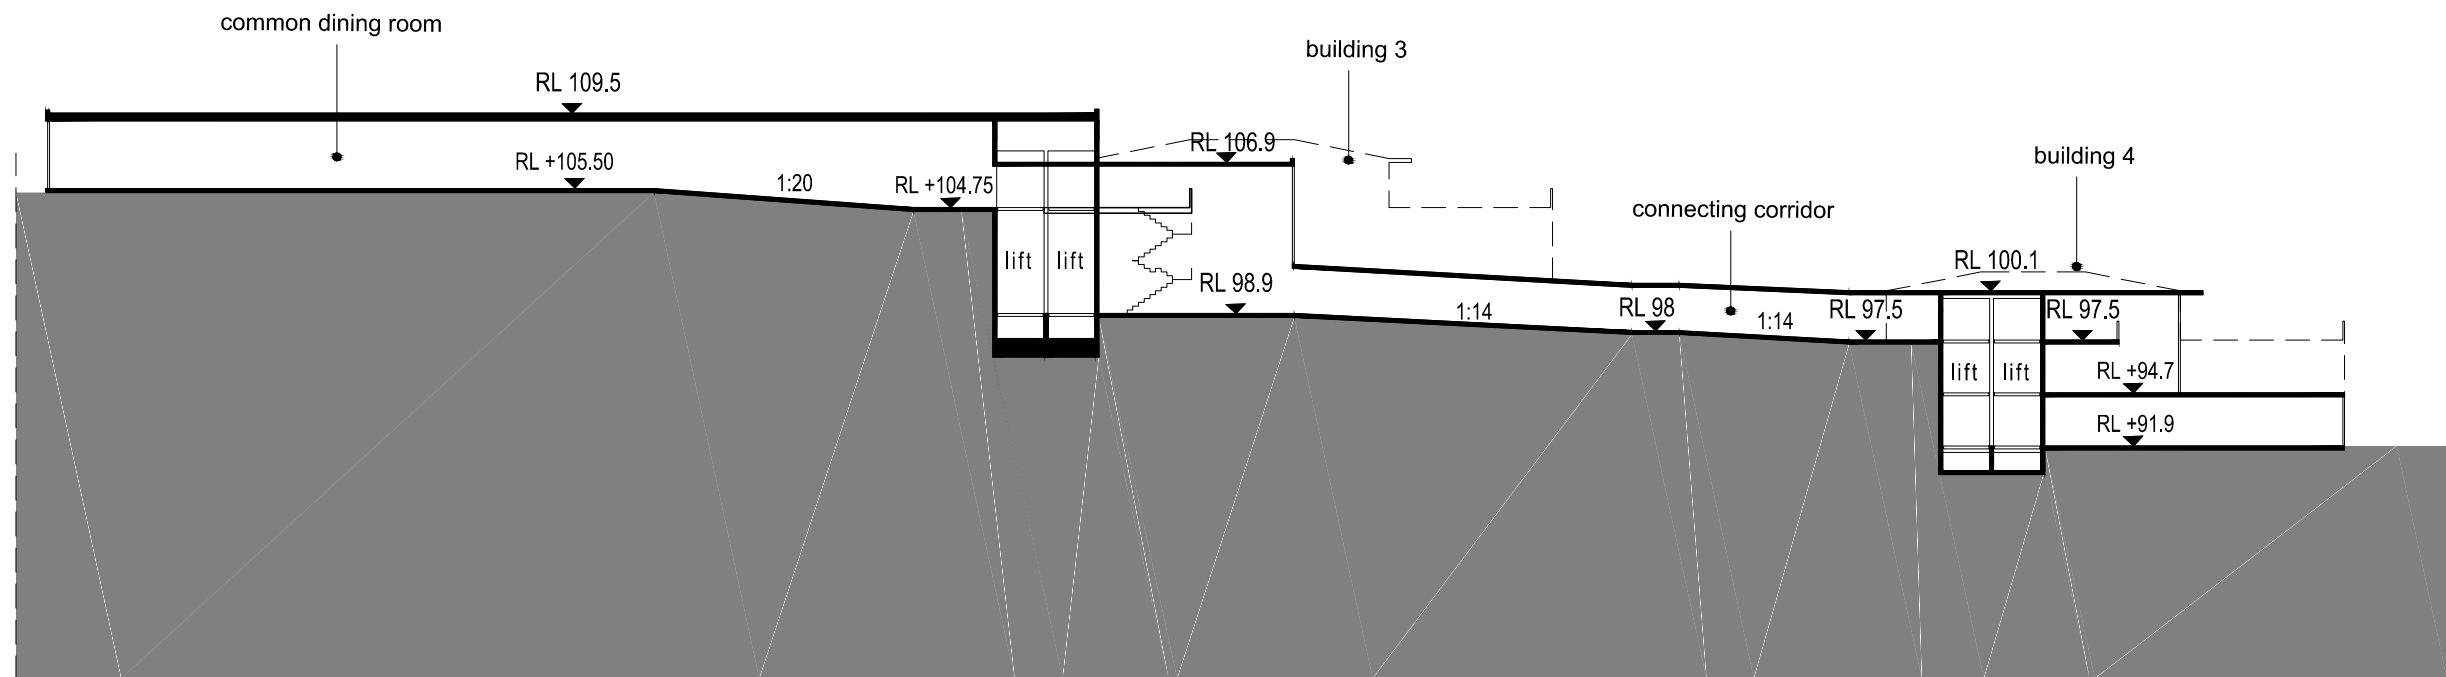 common dining room
building 3
RL 109.5
RL 106.9
building 4
RL +105.50
1:20
RL +104.75
connecting corridor
lift
lift
RL 100.1
RL 98.9
1:14
RL 98
1:14
RL 97.5
RL 97.5
lift
lift
RL +94.7
RL +91.9